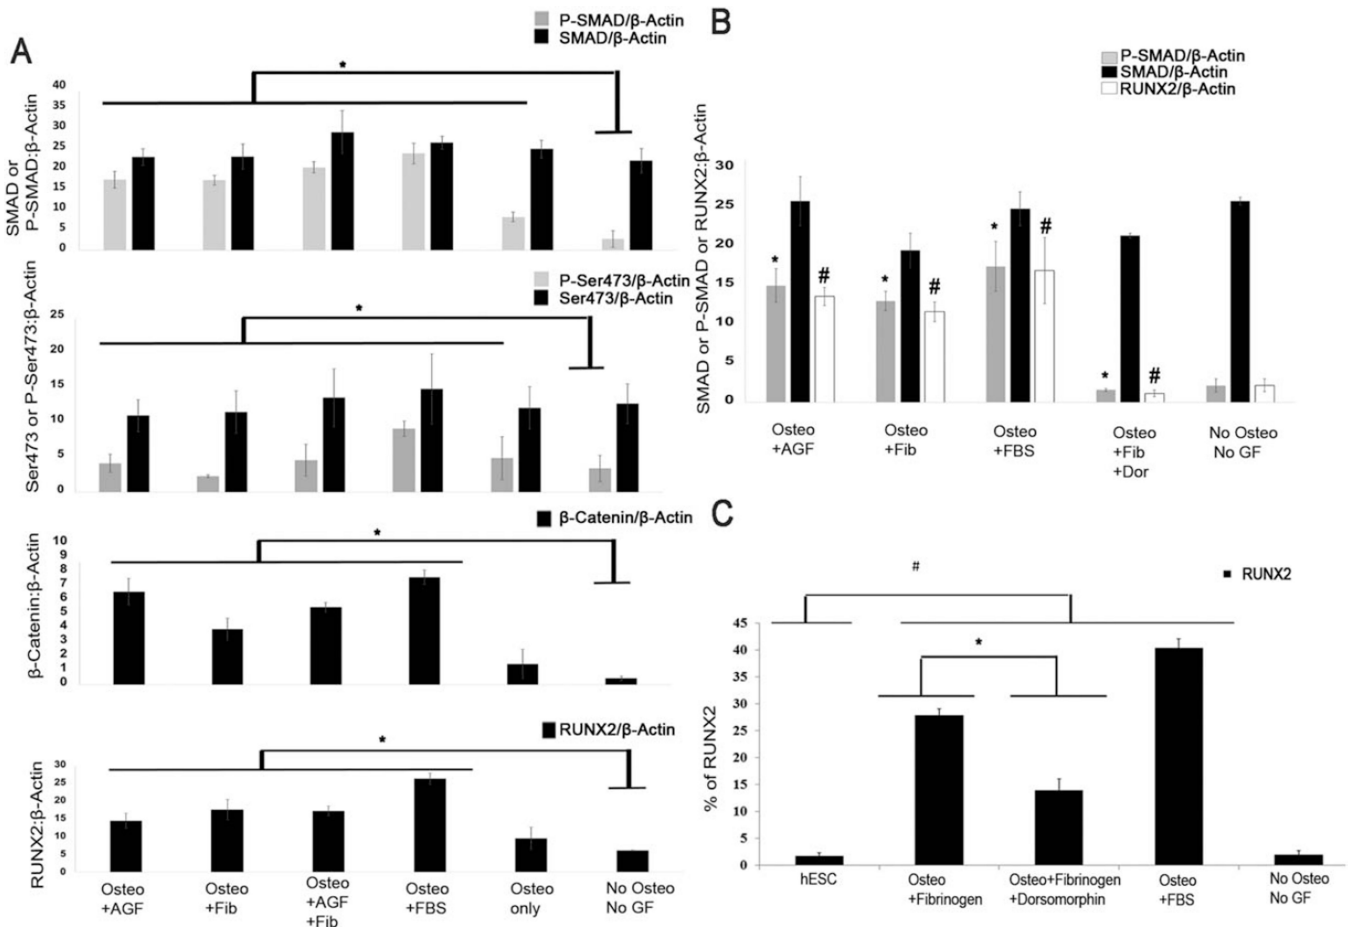 A
P-SMAD/β-Actin
SMAD/β-Actin
*
SMAD or
P-SMAD:β-Actin
40
35
30
25
20
15
10
5
0
P-Ser473/β-Actin
Ser473/β-Actin
*
Ser473 or P-Ser473:β-Actin
25
20
15
10
5
0
β-Catenin/β-Actin
*
β-Catenin:β-Actin
10
9
8
7
6
5
4
3
2
1
0
RUNX2/β-Actin
*
RUNX2:β-Actin
30
25
20
15
10
5
0
Osteo
+AGF
Osteo
+Fib
Osteo
+AGF
+Fib
Osteo
+FBS
Osteo
only
No Osteo
No GF
B
P-SMAD/β-Actin
SMAD/β-Actin
RUNX2/β-Actin
SMAD or P-SMAD or RUNX2:β-Actin
30
25
20
15
10
5
0
*
#
*
#
*
#
*
#
Osteo
+AGF
Osteo
+Fib
Osteo
+FBS
Osteo
+Fib
+Dor
No Osteo
No GF
C
#
RUNX2
*
% of RUNX2
45
40
35
30
25
20
15
10
5
0
hESC
Osteo
+Fibrinogen
Osteo+Fibrinogen
+Dorsomorphin
Osteo
+FBS
No Osteo
No GF